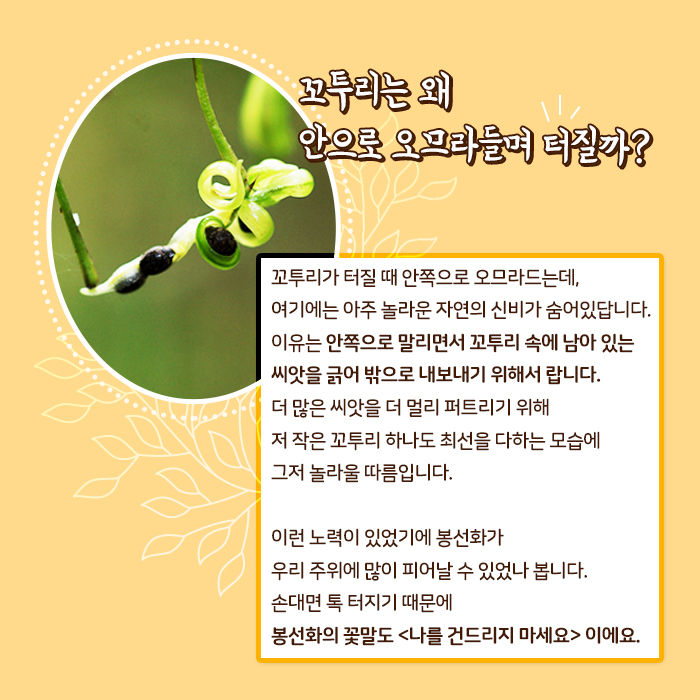 꼬투리는 왜
안으로 오므라들며 터질까?
꼬투리가 터질 때 안쪽으로 오므라드는데,
여기에는 아주 놀라운 자연의 신비가 숨어있답니다.
이유는 안쪽으로 말리면서 꼬투리 속에 남아 있는
씨앗을 긁어 밖으로 내보내기 위해서 랍니다.
더 많은 씨앗을 더 멀리 퍼트리기 위해
저 작은 꼬투리 하나도 최선을 다하는 모습에
그저 놀라울 따름입니다.
이런 노력이 있었기에 봉선화가
우리 주위에 많이 피어날 수 있었나 봅니다.
손대면 톡 터지기 때문에
봉선화의 꽃말도 <나를 건드리지 마세요> 이에요.